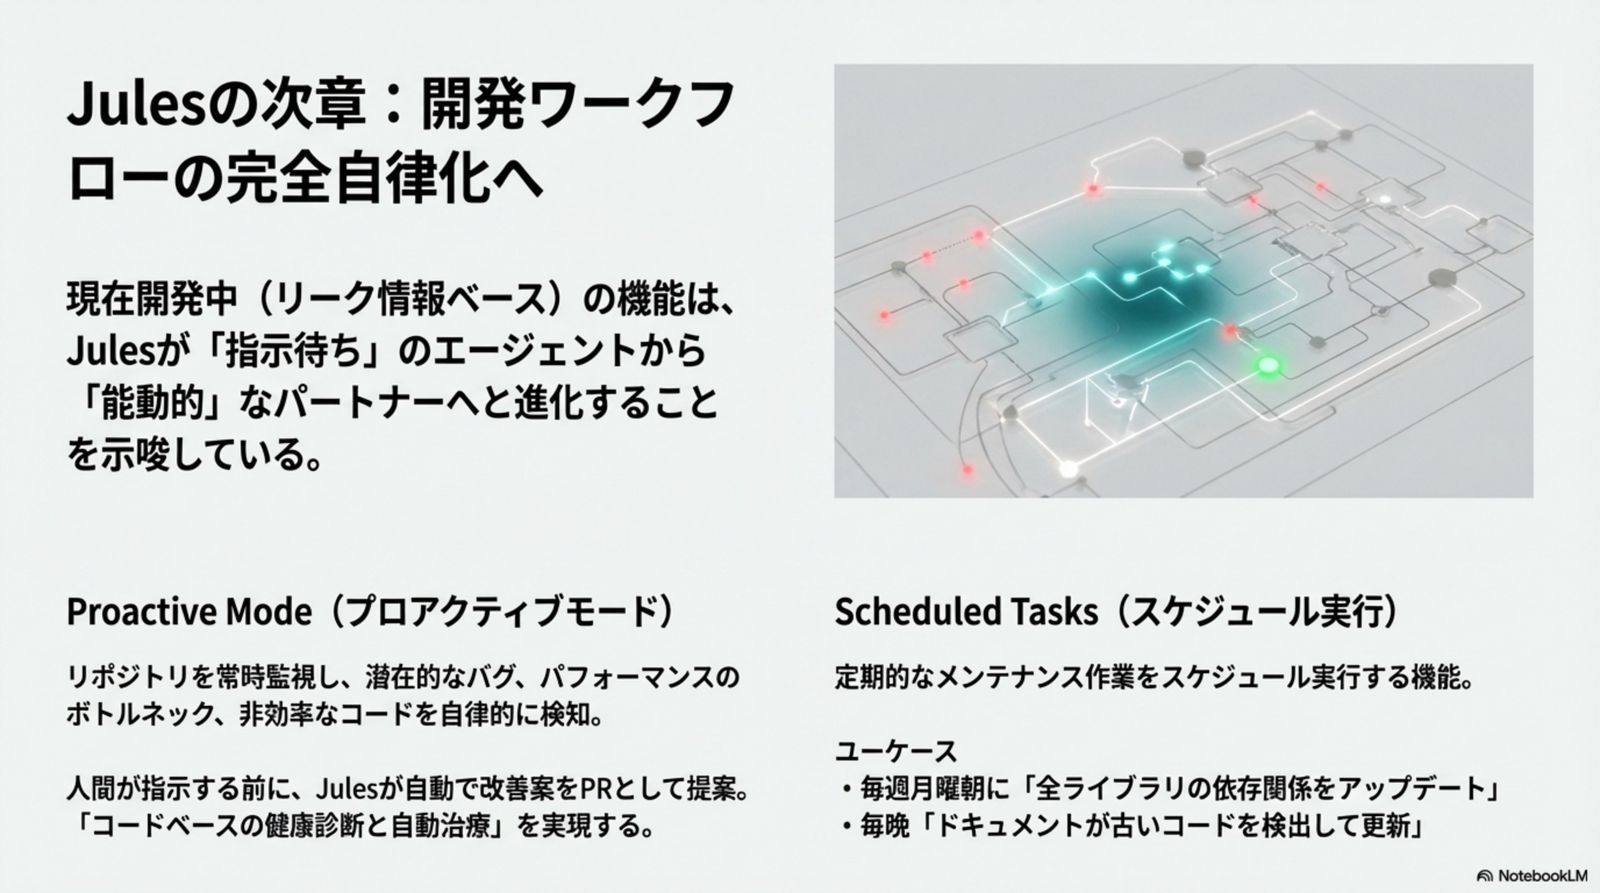 Julesの次章：開発ワークフ
ローの完全自律化へ
現在開発中（リーク情報ベース）の機能は、
Julesが「指示待ち」のエージェントから
「能動的」なパートナーへと進化すること
を示唆している。
Proactive Mode（プロアクティブモード）
リポジトリを常時監視し、潜在的なバグ、パフォーマンスの
ボトルネック、非効率なコードを自律的に検知。
人間が指示する前に、Julesが自動で改善案をPRとして提案。
「コードベースの健康診断と自動治療」を実現する。
Scheduled Tasks（スケジュール実行）
定期的なメンテナンス作業をスケジュール実行する機能。
ユーケース
・毎週月曜朝に「全ライブラリの依存関係をアップデート」
・毎晩「ドキュメントが古いコードを検出して更新」
NotebookLM